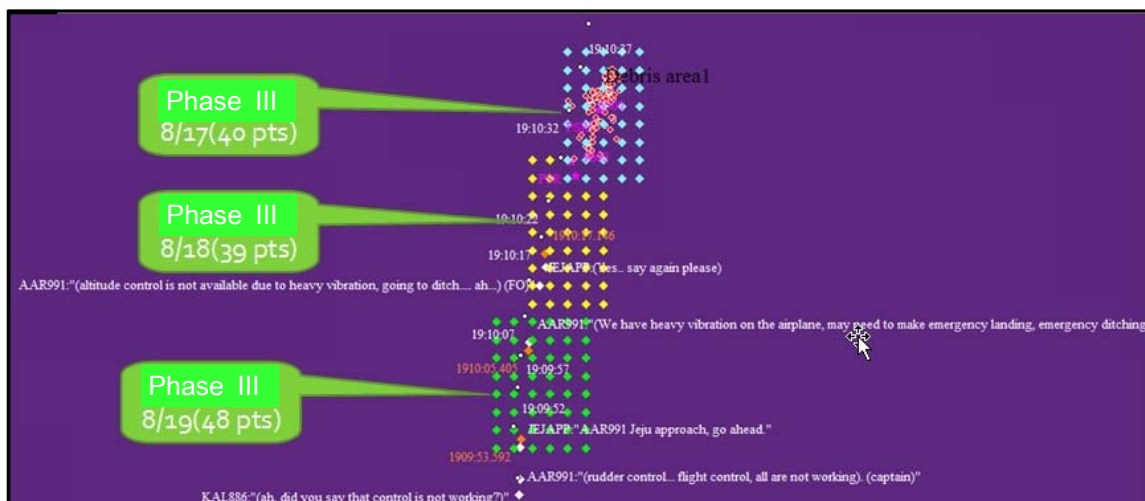 19:10:37
Debris area1
Phase III
8/17(40 pts)
19:10:32
Phase III
8/18(39 pts)
19:10:22
1910:17.146
19:10:17
JEJAPP:(Yes.. say again please)
AAR991:"(altitude control is not available due to heavy vibration, going to ditch.... ah...) (FO)
AAR991:"(We have heavy vibration on the airplane, may need to make emergency landing, emergency ditching
19:10:07
1910:05.405
19:09:57
Phase III
8/19(48 pts)
19:09:52
JEJAPP:"AAR991 Jeju approach, go ahead."
1909:53.592
AAR991:"(rudder control... flight control, all are not working). (captain)"
KAL886:"(ah, did you say that control is not working?)"